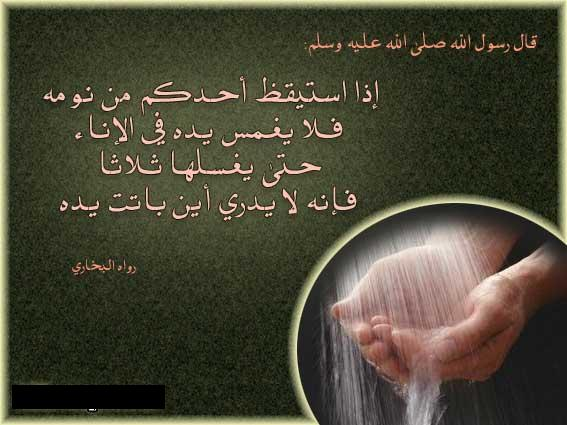 قال رسول الله صلى الله عليه وسلم:
إذا استيقظ أحدكم من نومه
فلا يغمس يده في الإناء
حتى يغسلها ثلاثا
فإنه لا يدري أين باتت يده
رواه البخاري